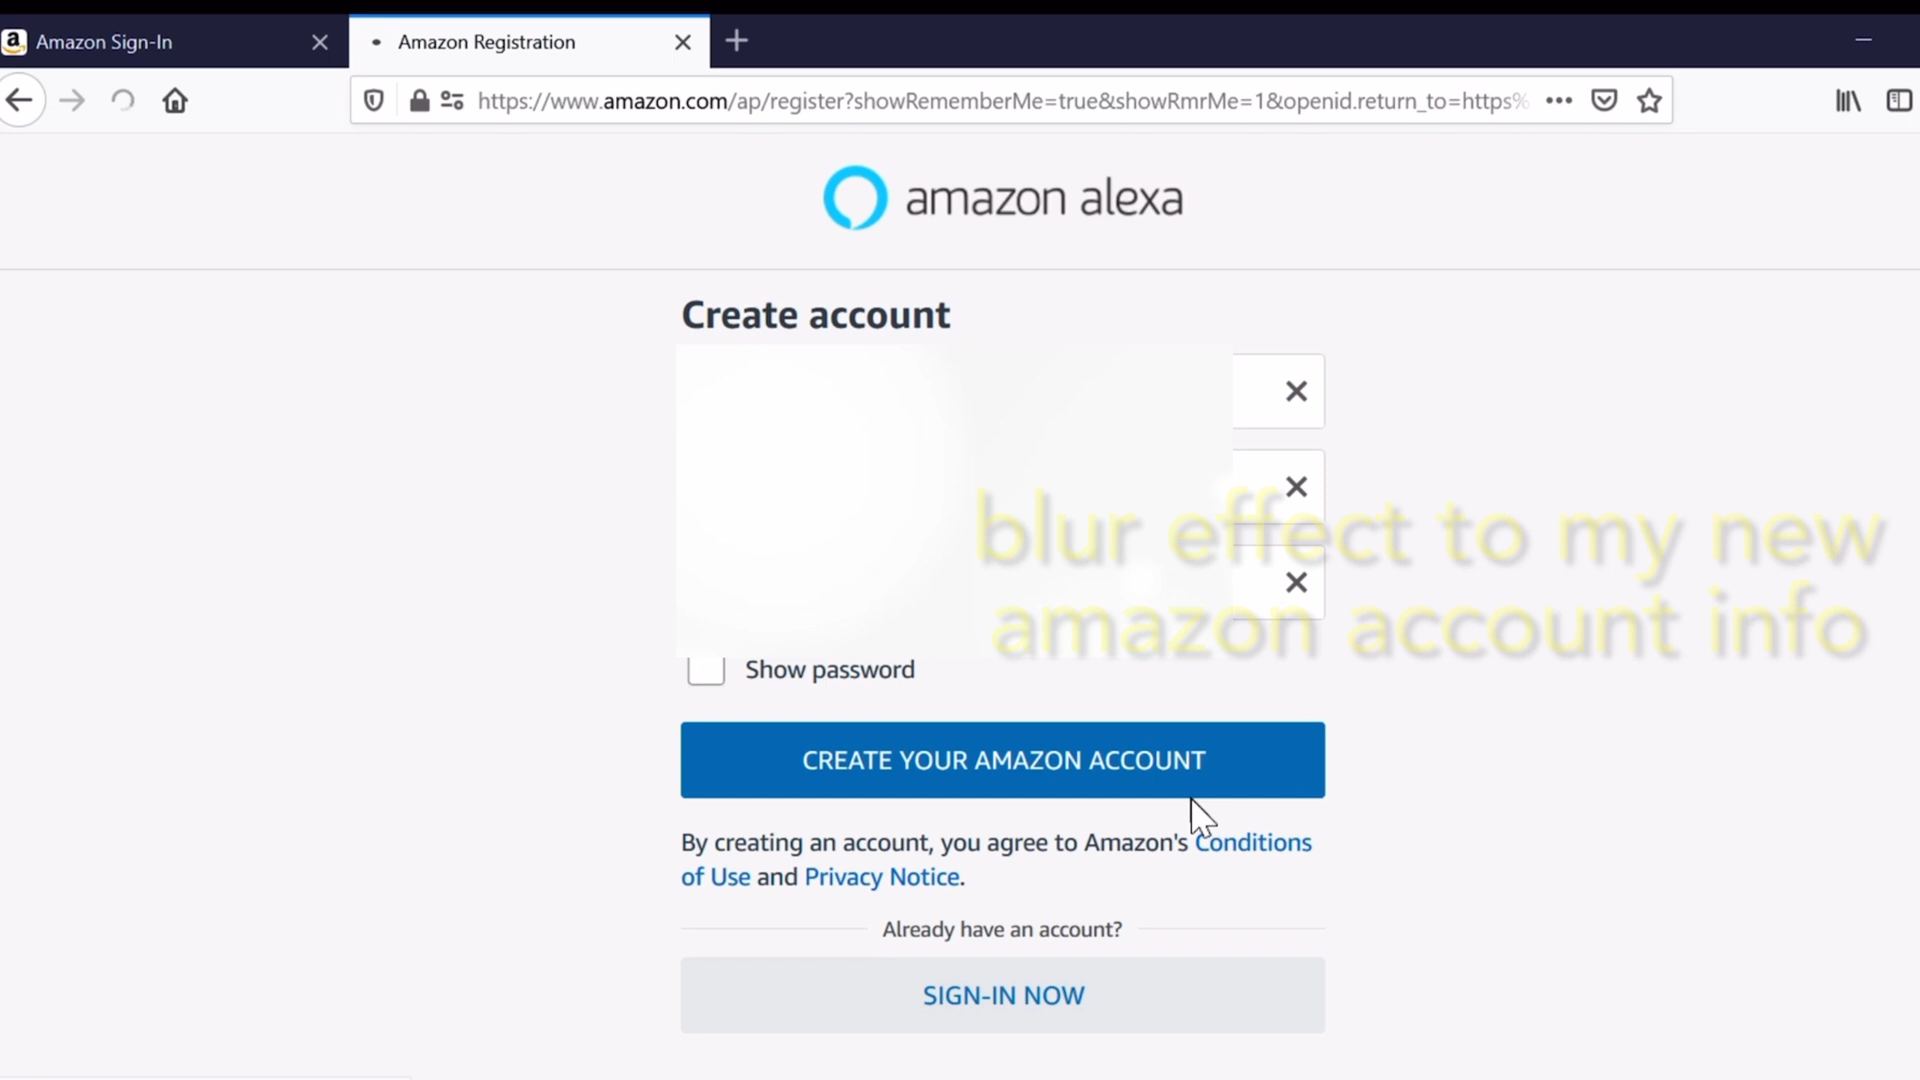 Amazon Sign-In
Amazon Registration
https://www.amazon.com/ap/register?showRememberMe=true&showRmrMe=1&openid.return_to=https%
amazon alexa
Create account
blur effect to my new
amazon account info
Show password
CREATE YOUR AMAZON ACCOUNT
By creating an account, you agree to Amazon's Conditions
of Use and Privacy Notice.
Already have an account?
SIGN-IN NOW